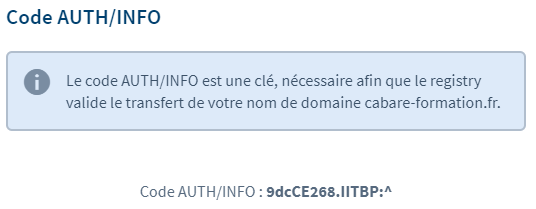 Code AUTH/INFO
Le code AUTH/INFO est une clé, nécessaire afin que le registry
valide le transfert de votre nom de domaine cabare-formation.fr.
Code AUTH/INFO : 9dcCE268.IITBP:^